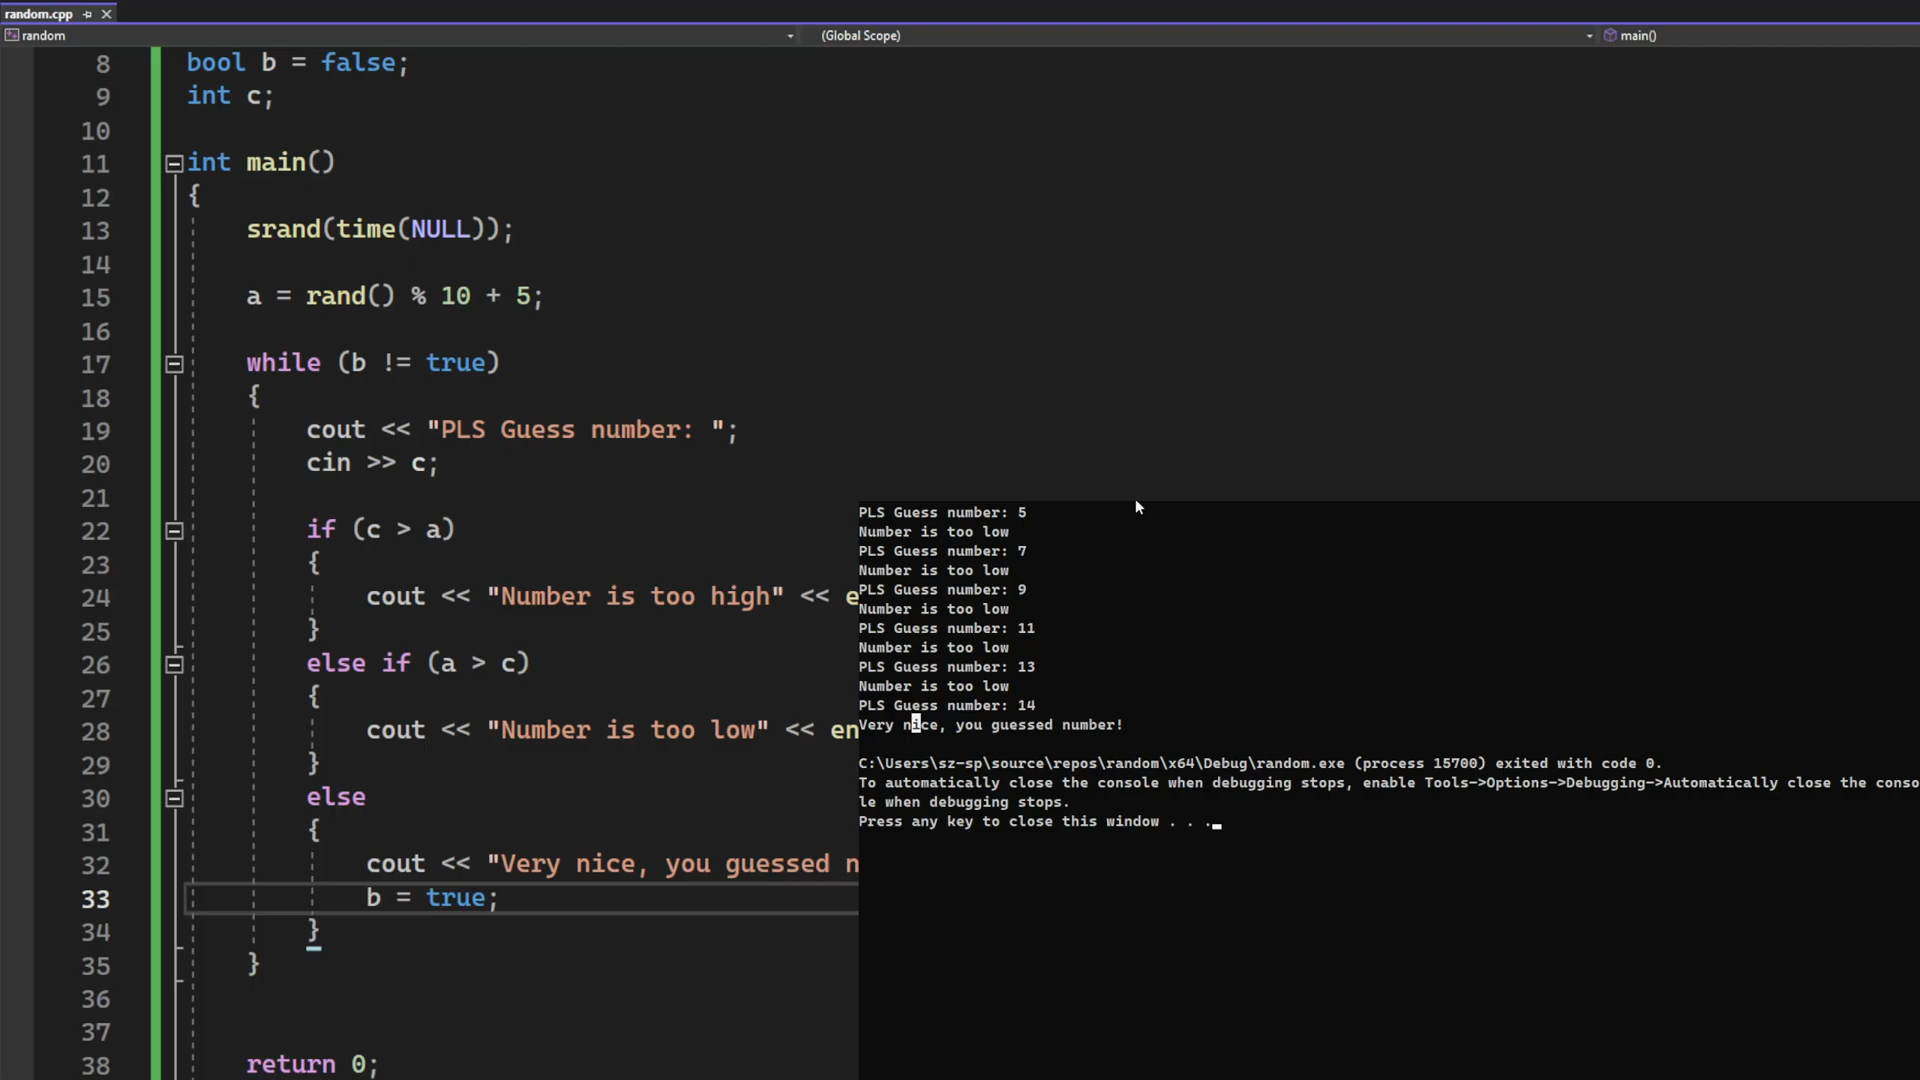 random.cpp
random
(Global Scope)
main()
8 bool b = false;
9 int c;
10
11 int main()
12 {
13 srand(time(NULL));
14
15 a = rand() % 10 + 5;
16
17 while (b != true)
18 {
19 cout << "PLS Guess number: ";
20 cin >> c;
21
22 if (c > a)
23 {
24 cout << "Number is too high" << e
25 }
26 else if (a > c)
27 {
28 cout << "Number is too low" << en
29 }
30 else
31 {
32 cout << "Very nice, you guessed n
33 b = true;
34 }
35 }
36
37
38 return 0;
PLS Guess number: 5
Number is too low
PLS Guess number: 7
Number is too low
PLS Guess number: 9
Number is too low
PLS Guess number: 11
Number is too low
PLS Guess number: 13
Number is too low
PLS Guess number: 14
Very nice, you guessed number!
C:\Users\sz-sp\source\repos\random\x64\Debug\random.exe (process 15700) exited with code 0.
To automatically close the console when debugging stops, enable Tools->Options->Debugging->Automatically close the conso
le when debugging stops.
Press any key to close this window . . .